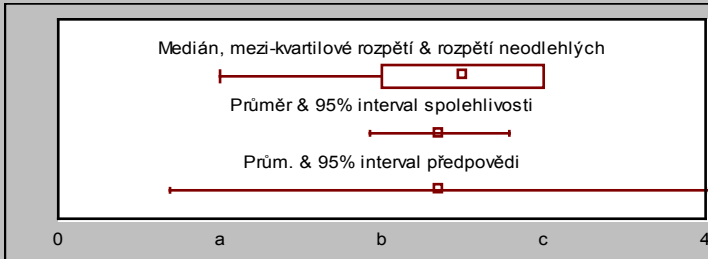 Medián, mezi-kvartilové rozpětí & rozpětí neodlehlých
Průměr & 95% interval spolehlivosti
Prům. & 95% interval předpovědi
0 a b c 4